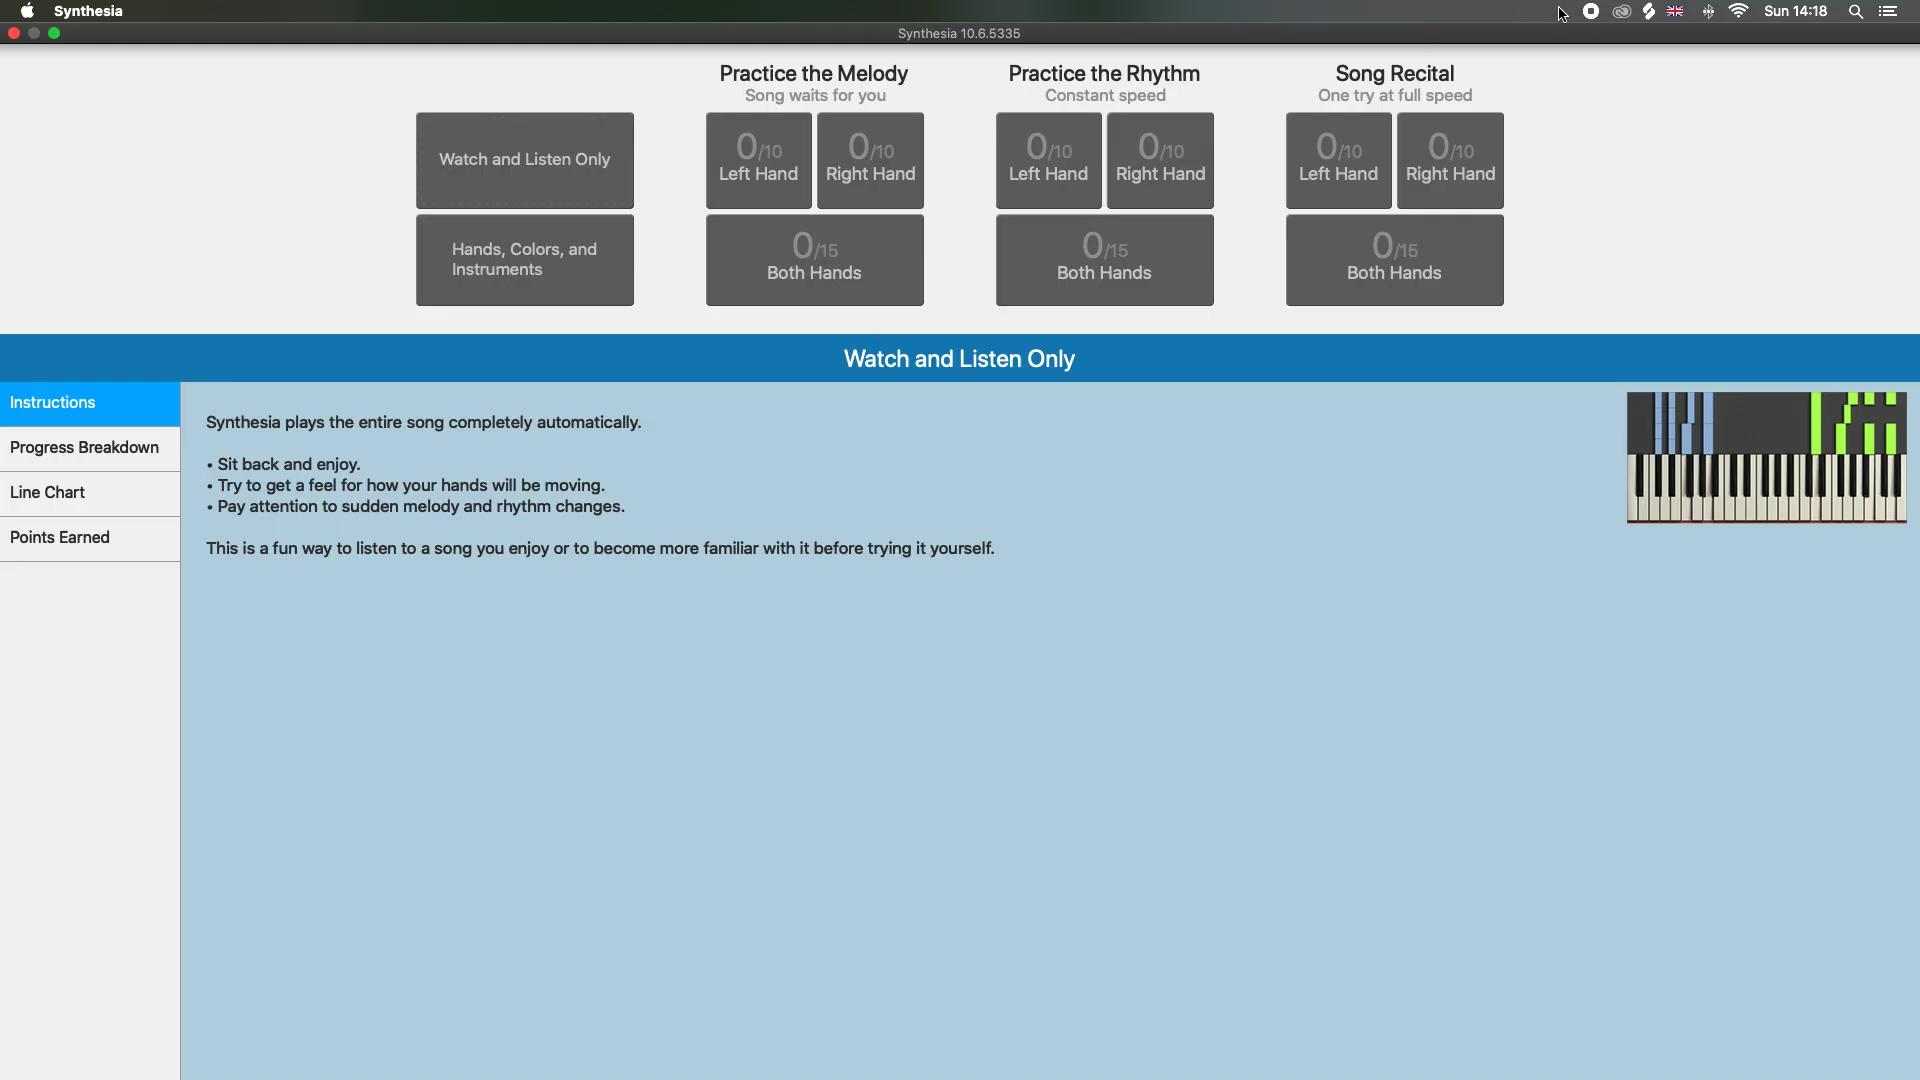 Synthesia
Sun 14:18
Synthesia 10.6.5335
Practice the Melody
Song waits for you
Practice the Rhythm
Constant speed
Song Recital
One try at full speed
Watch and Listen Only
0/10
Left Hand
0/10
Right Hand
0/10
Left Hand
0/10
Right Hand
0/10
Left Hand
0/10
Right Hand
Hands, Colors, and
Instruments
0/15
Both Hands
0/15
Both Hands
0/15
Both Hands
Watch and Listen Only
Instructions
Progress Breakdown
Line Chart
Points Earned
Synthesia plays the entire song completely automatically.
• Sit back and enjoy.
• Try to get a feel for how your hands will be moving.
• Pay attention to sudden melody and rhythm changes.
This is a fun way to listen to a song you enjoy or to become more familiar with it before trying it yourself.